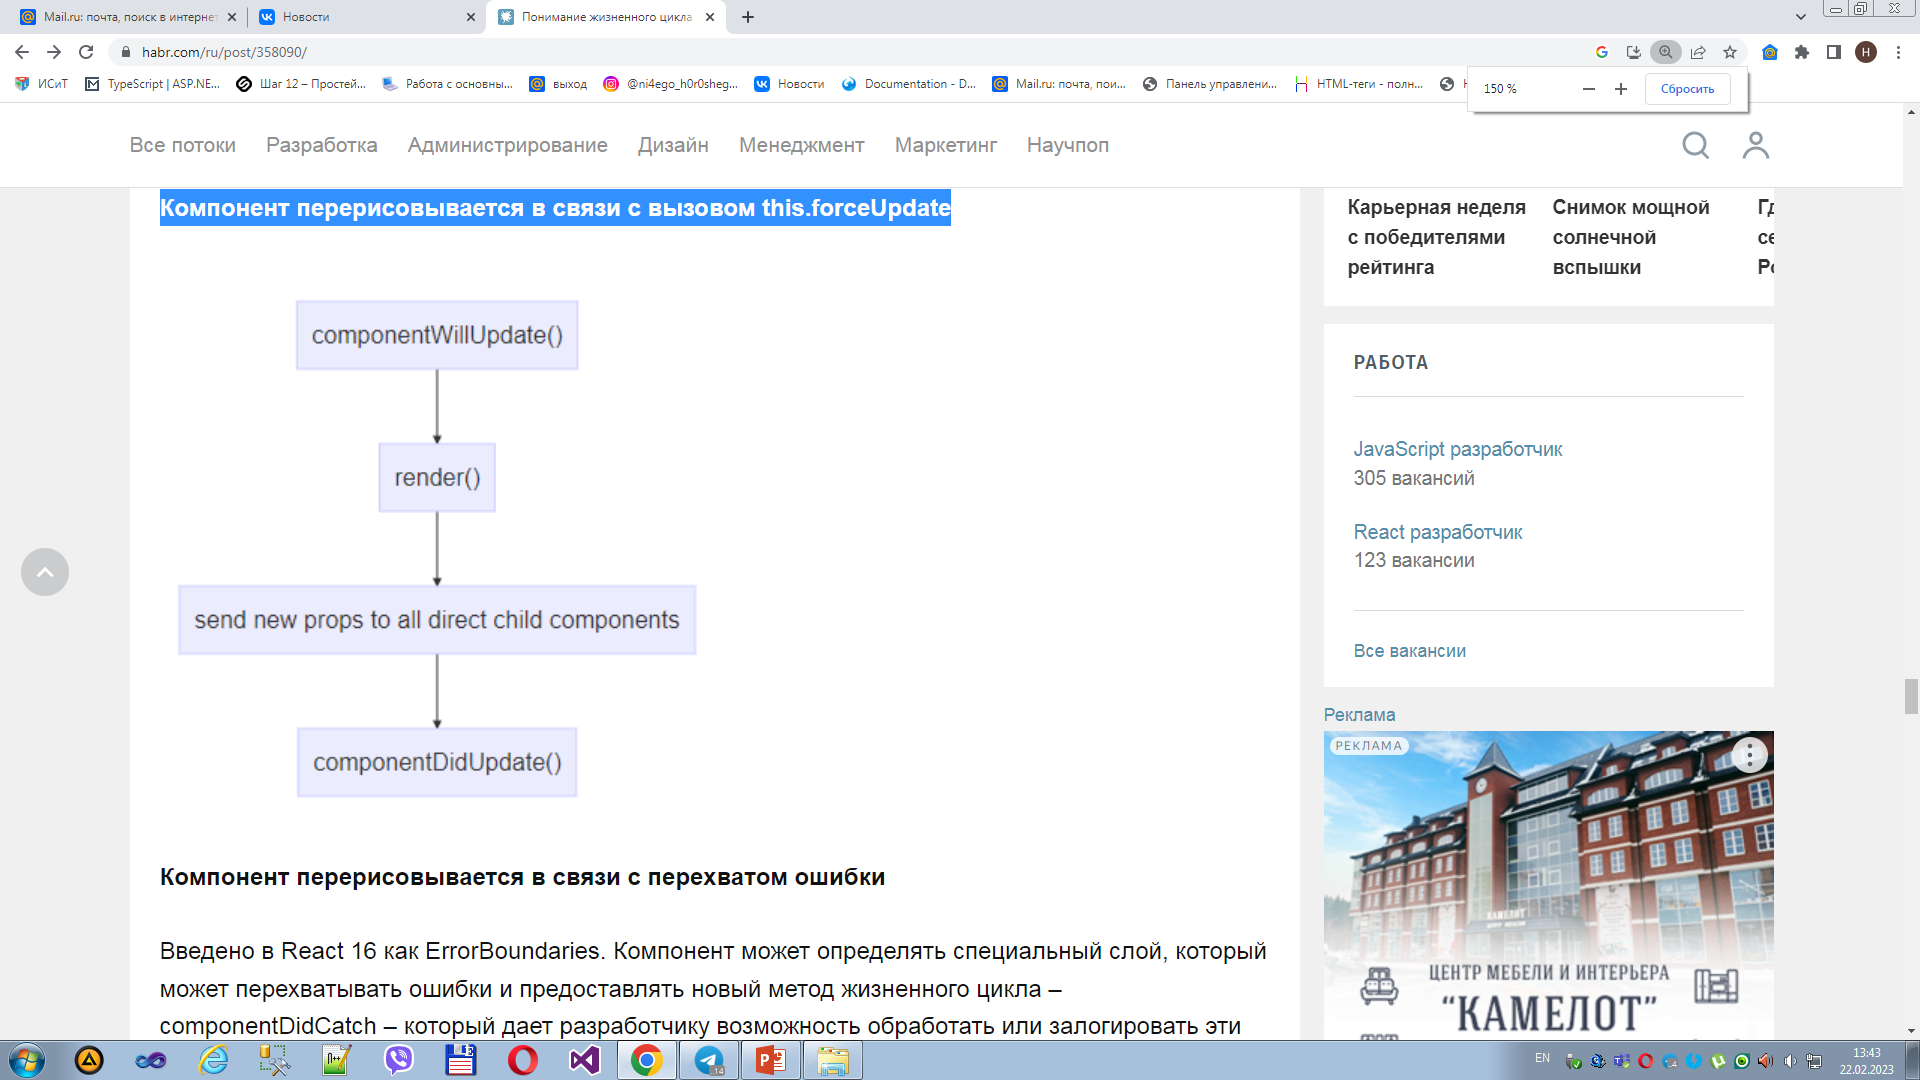 Mail.ru: почта, поиск в интернет
Новости
Понимание жизненного цикла
habr.com/ru/post/358090/
H
ИСиТ
TypeScript | ASP.NE...
Шаг 12 – Простей...
Работа с основны...
выход
@ni4ego_h0r0sheg...
Новости
Documentation - D...
Mail.ru: почта, пои...
Панель управлени...
HTML-теги - полн...
150 %
Сбросить
Все потоки
Разработка
Администрирование
Дизайн
Менеджмент
Маркетинг
Научпоп
Компонент перерисовывается в связи с вызовом this.forceUpdate
componentWillUpdate()
render()
send new props to all direct child components
componentDidUpdate()
Компонент перерисовывается в связи с перехватом ошибки
Введено в React 16 как ErrorBoundaries. Компонент может определять специальный слой, который
может перехватывать ошибки и предоставлять новый метод жизненного цикла –
componentDidCatch – который дает разработчику возможность обработать или залогировать эти
Карьерная неделя
с победителями
рейтинга
Снимок мощной
солнечной
вспышки
РАБОТА
JavaScript разработчик
305 вакансий
React разработчик
123 вакансии
Все вакансии
Реклама
РЕКЛАМА
КАМЕЛОТ
ЦЕНТР МЕБЕЛИ И ИНТЕРЬЕРА
“КАМЕЛОТ”
EN
13:43
22.02.2023